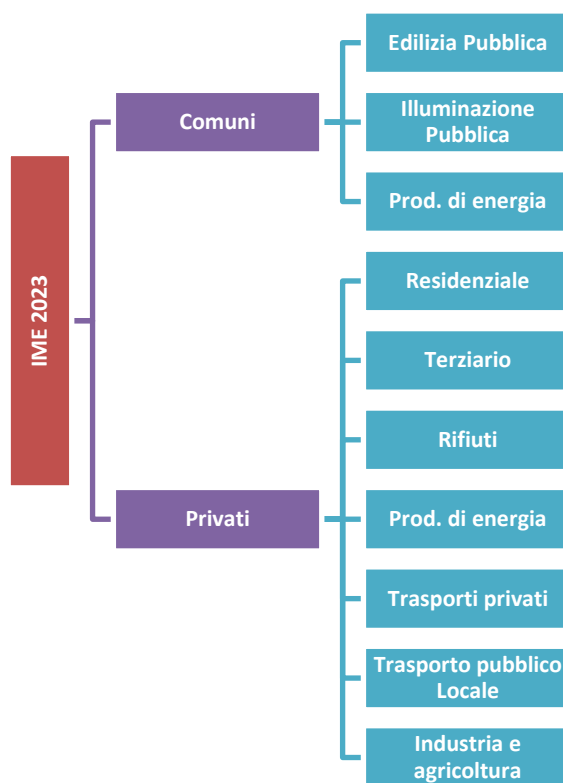 IME 2023
Comuni
Edilizia Pubblica
Illuminazione
Pubblica
Prod. di energia
Privati
Residenziale
Terziario
Rifiuti
Prod. di energia
Trasporti privati
Trasporto pubblico
Locale
Industria e
agricoltura